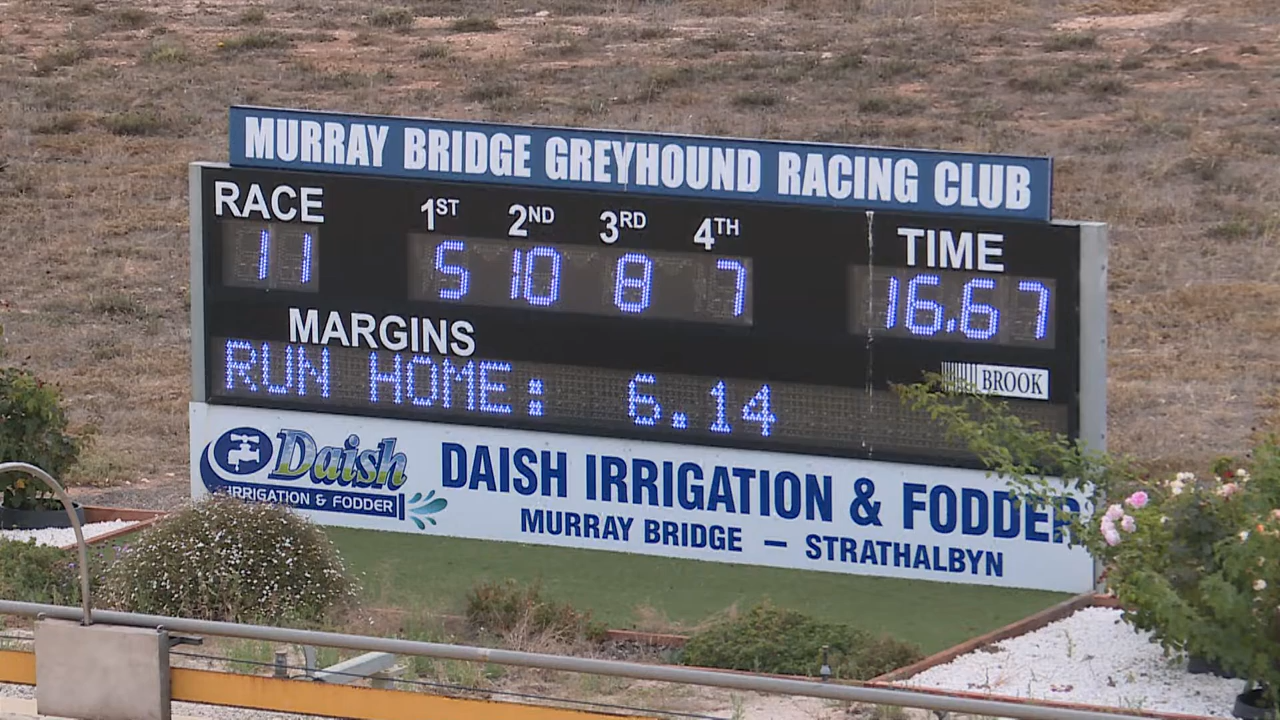 MURRAY BRIDGE GREYHOUND RACING CLUB
RACE 1ST 2ND 3RD 4TH TIME
11 5 10 8 7 16.67
MARGINS
RUN HOME: 6.14
BROOK
Daish
IRRIGATION & FODDER
DAISH IRRIGATION & FODDER
MURRAY BRIDGE – STRATHALBYN